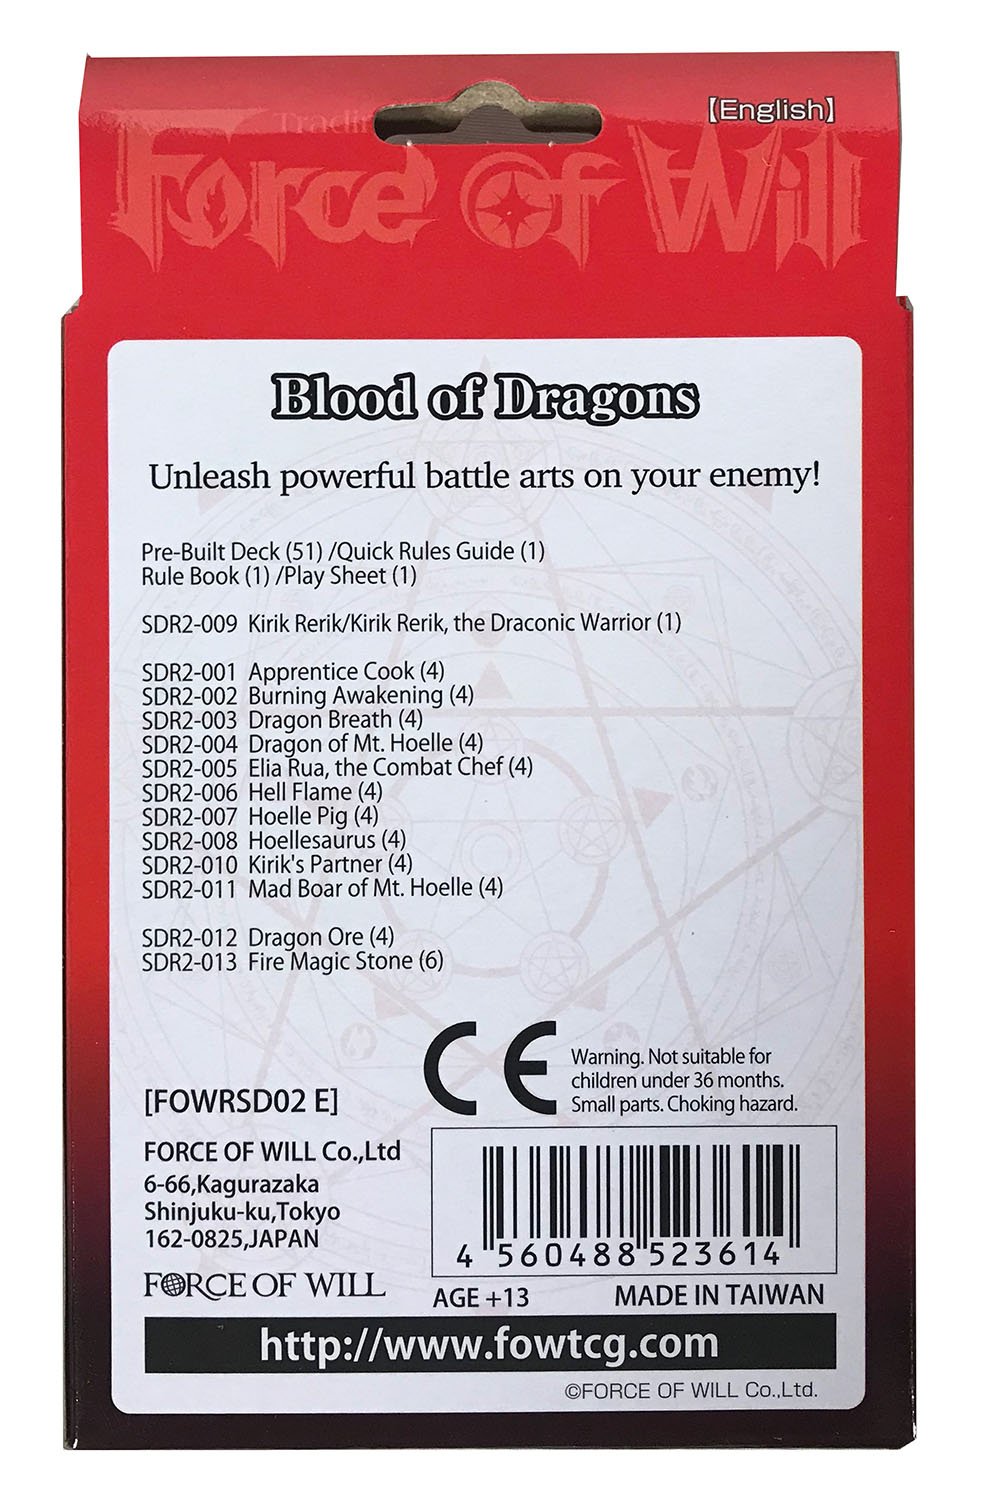 【English】
Force Of Will
Blood of Dragons
Unleash powerful battle arts on your enemy!
Pre-Built Deck (51) /Quick Rules Guide (1)
Rule Book (1) /Play Sheet (1)
SDR2-009 Kirik Rerik/Kirik Rerik, the Draconic Warrior (1)
SDR2-001 Apprentice Cook (4)
SDR2-002 Burning Awakening (4)
SDR2-003 Dragon Breath (4)
SDR2-004 Dragon of Mt. Hoelle (4)
SDR2-005 Elia Rua, the Combat Chef (4)
SDR2-006 Hell Flame (4)
SDR2-007 Hoelle Pig (4)
SDR2-008 Hoellesaurus (4)
SDR2-010 Kirik's Partner (4)
SDR2-011 Mad Boar of Mt. Hoelle (4)
SDR2-012 Dragon Ore (4)
SDR2-013 Fire Magic Stone (6)
CE
Warning. Not suitable for
children under 36 months.
Small parts. Choking hazard.
[FOWRSD02 E]
FORCE OF WILL Co.,Ltd
6-66,Kagurazaka
Shinjuku-ku,Tokyo
162-0825,JAPAN
FORCE OF WILL
4 560488 523614
AGE +13 MADE IN TAIWAN
http://www.fowtcg.com
©FORCE OF WILL Co.,Ltd.